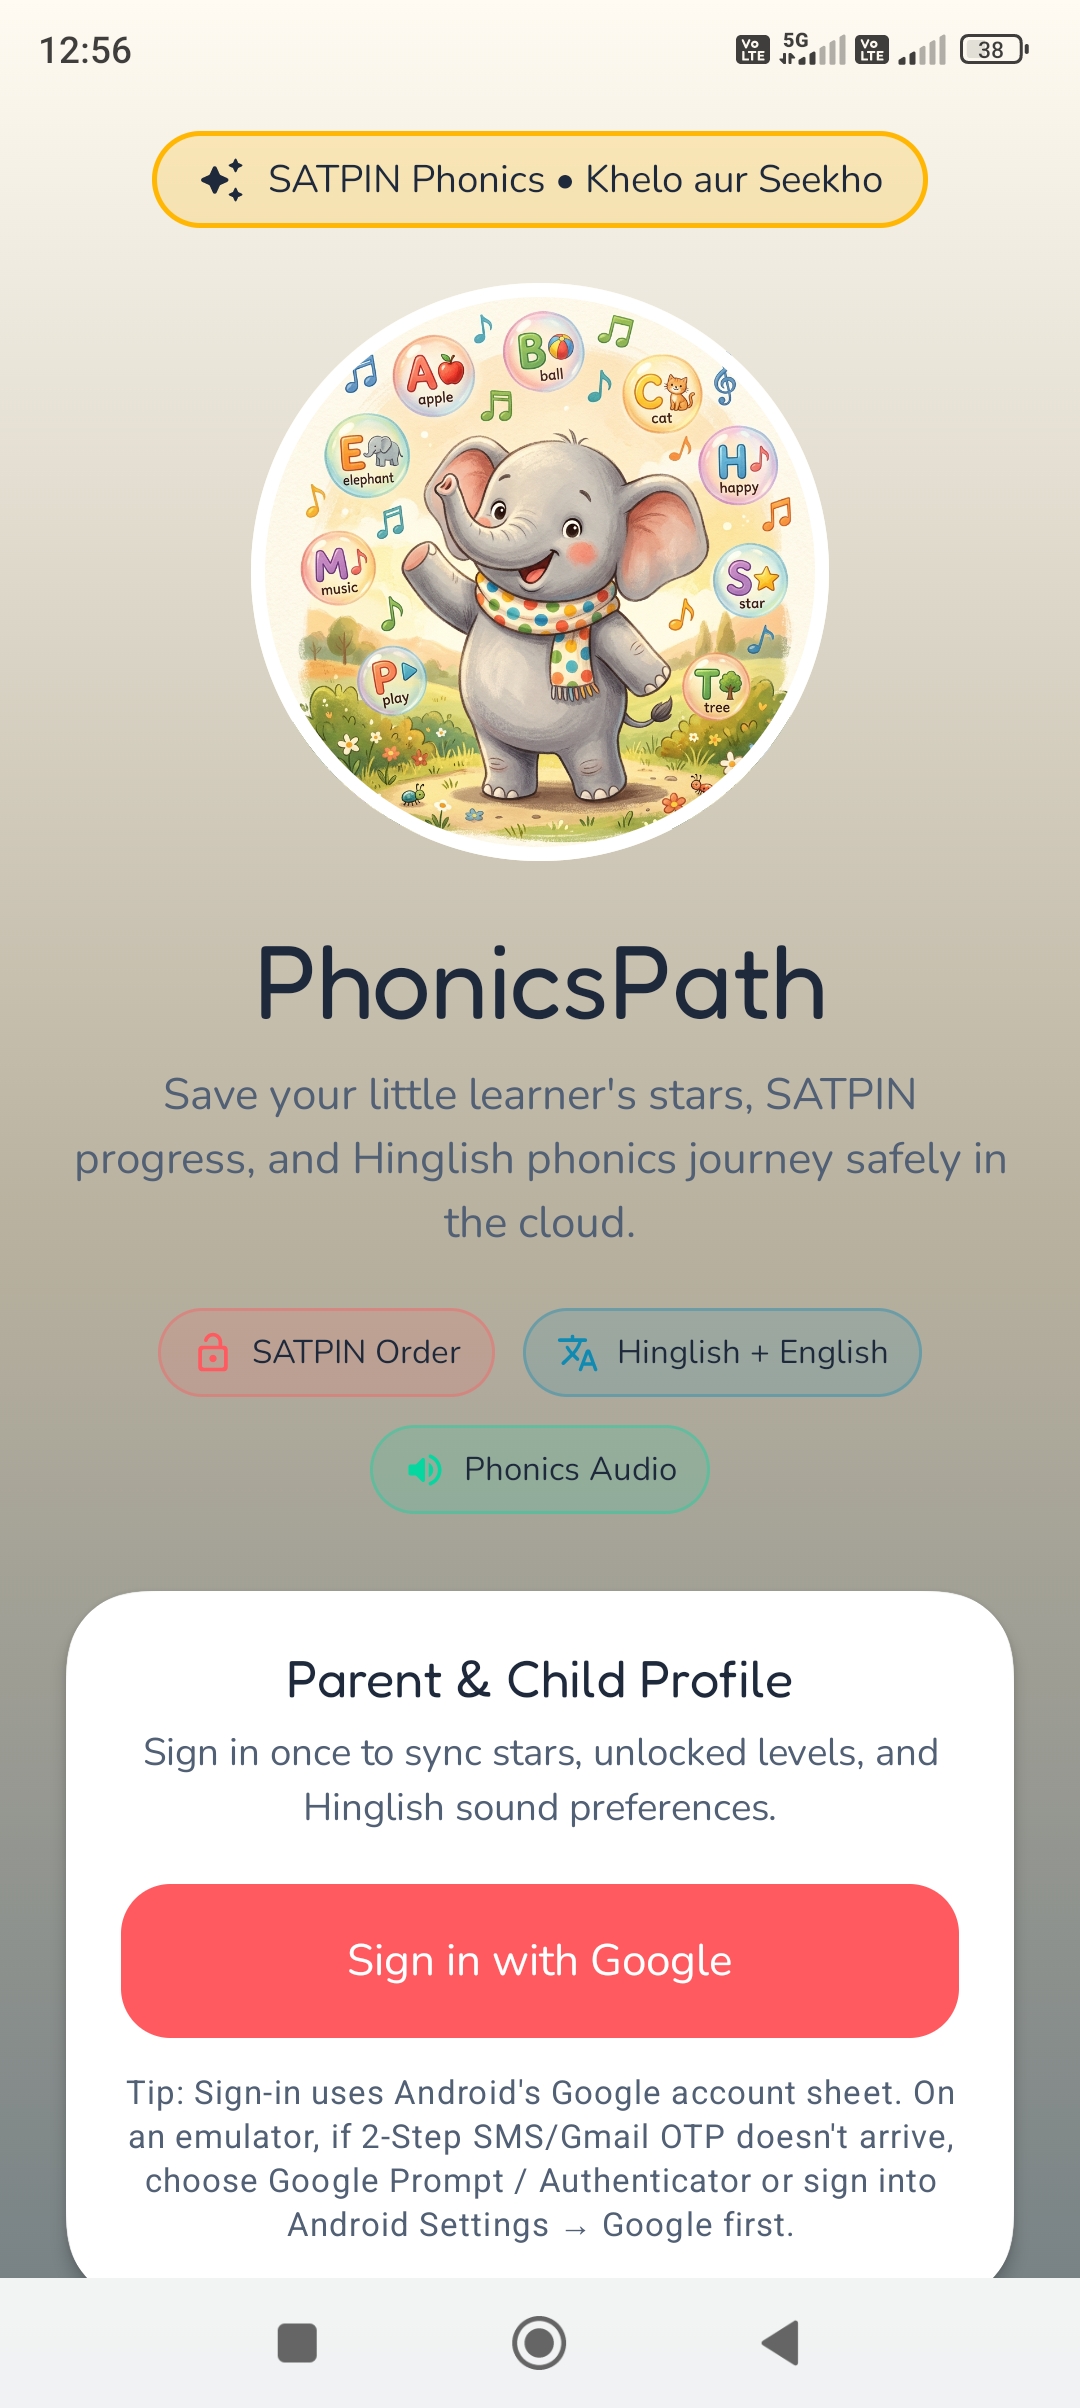 12:56
Vo LTE 5G Vo LTE 38
SATPIN Phonics • Khelo aur Seekho
B
ball
A
apple
C
cat
E
elephant
H
happy
M
music
S
star
P
play
T
tree
PhonicsPath
Save your little learner's stars, SATPIN
progress, and Hinglish phonics journey safely in
the cloud.
SATPIN Order
Hinglish + English
Phonics Audio
Parent & Child Profile
Sign in once to sync stars, unlocked levels, and
Hinglish sound preferences.
Sign in with Google
Tip: Sign-in uses Android's Google account sheet. On
an emulator, if 2-Step SMS/Gmail OTP doesn't arrive,
choose Google Prompt / Authenticator or sign into
Android Settings → Google first.